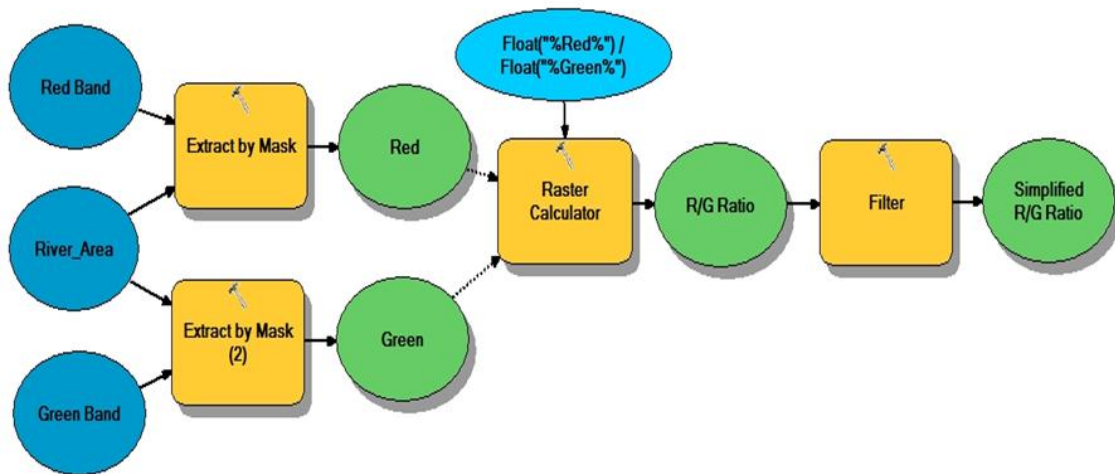 Float("%Red%") /
Float("%Green%")
Red Band
Extract by Mask
Red
River_Area
Raster
Calculator
R/G Ratio
Filter
Simplified
R/G Ratio
Extract by Mask
(2)
Green
Green Band